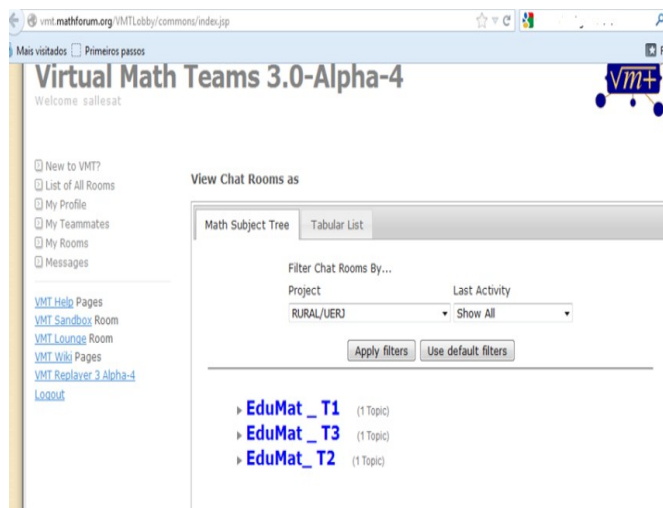 vmt.mathforum.org/VMTLobby/commons/index.jsp
Mais visitados Primeiros passos
Virtual Math Teams 3.0-Alpha-4
Welcome sallesat
√m+
New to VMT?
List of All Rooms
My Profile
My Teammates
My Rooms
Messages
VMT Help Pages
VMT Sandbox Room
VMT Lounge Room
VMT Wiki Pages
VMT Replayer 3 Alpha-4
Logout
View Chat Rooms as
Math Subject Tree Tabular List
Filter Chat Rooms By...
Project Last Activity
RURAL/UERJ Show All
Apply filters Use default filters
EduMat _ T1 (1 Topic)
EduMat _ T3 (1 Topic)
EduMat_ T2 (1 Topic)